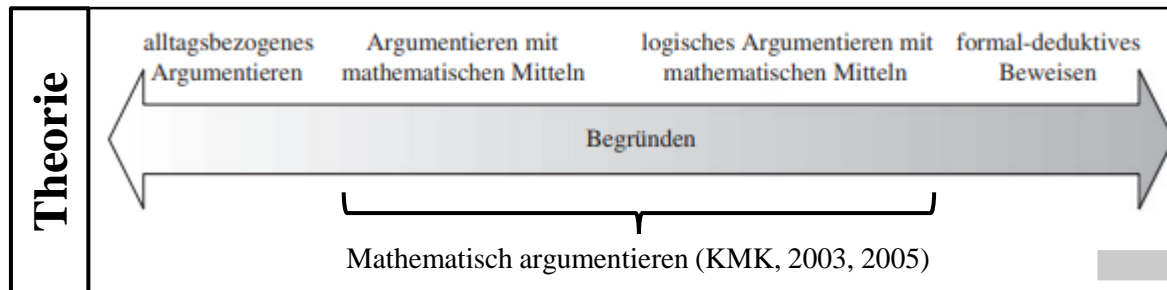 Theorie
alltagsbezogenes
Argumentieren
Argumentieren mit
mathematischen Mitteln
logisches Argumentieren mit
mathematischen Mitteln
formal-deduktives
Beweisen
Begründen
Mathematisch argumentieren (KMK, 2003, 2005)